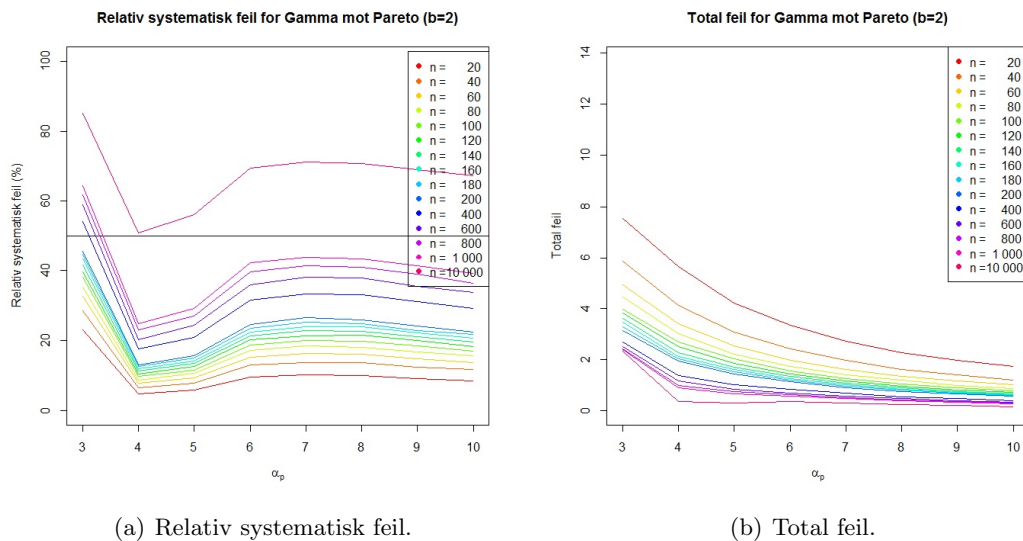 Relativ systematisk feil for Gamma mot Pareto (b=2)
Relativ systematisk feil (%)
100
80
60
40
20
0
n = 20
n = 40
n = 60
n = 80
n = 100
n = 120
n = 140
n = 160
n = 180
n = 200
n = 400
n = 600
n = 800
n = 1 000
n =10 000
3 4 5 6 7 8 9 10
αp
(a) Relativ systematisk feil.
Total feil for Gamma mot Pareto (b=2)
Total feil
14
12
10
8
6
4
2
0
n = 20
n = 40
n = 60
n = 80
n = 100
n = 120
n = 140
n = 160
n = 180
n = 200
n = 400
n = 600
n = 800
n = 1 000
n =10 000
3 4 5 6 7 8 9 10
αp
(b) Total feil.